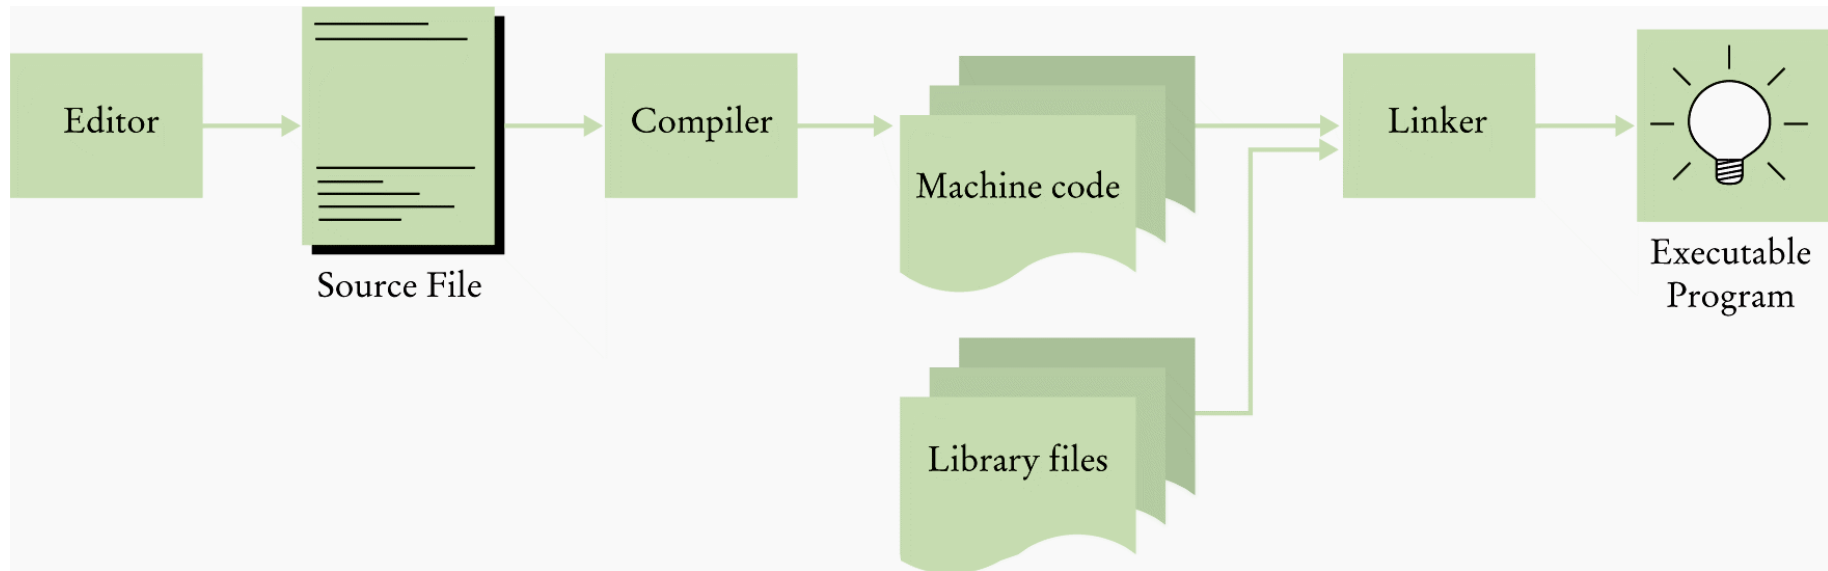 Editor
Source File
Compiler
Machine code
Library files
Linker
Executable
Program